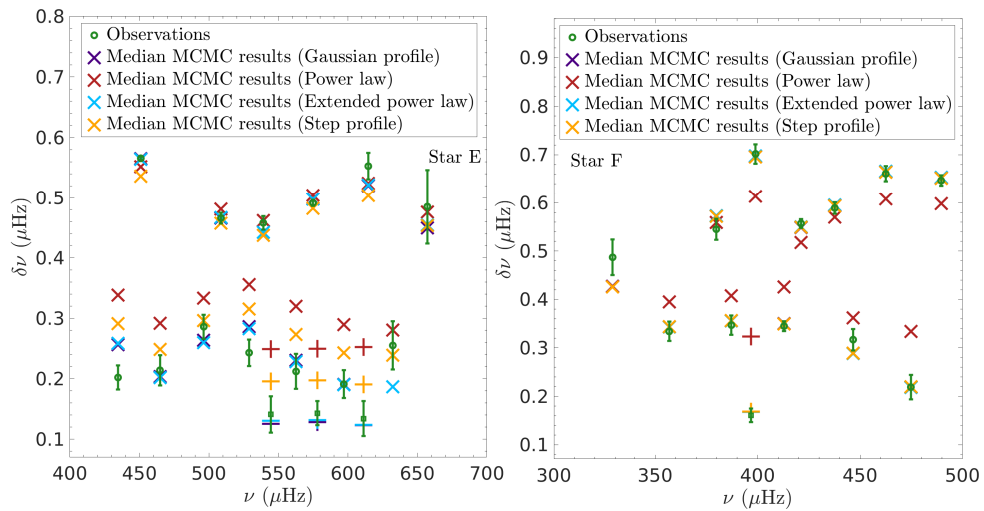 0.8
0.7
0.6
0.5
0.4
0.3
0.2
0.1
δν (μHz)
Observations
Median MCMC results (Gaussian profile)
Median MCMC results (Power law)
Median MCMC results (Extended power law)
Median MCMC results (Step profile)
Star E
400 450 500 550 600 650 700
ν (μHz)
0.9
0.8
0.7
0.6
0.5
0.4
0.3
0.2
0.1
δν (μHz)
Observations
Median MCMC results (Gaussian profile)
Median MCMC results (Power law)
Median MCMC results (Extended power law)
Median MCMC results (Step profile)
Star F
300 350 400 450 500
ν (μHz)